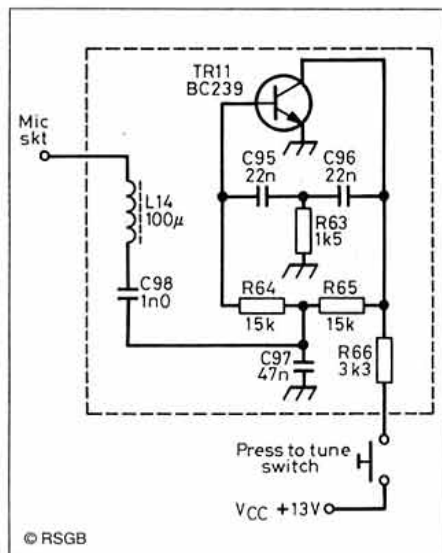 TR11
BC239
Mic
skt
C95
22n
C96
22n
L14
100μ
R63
1k5
C98
1n0
R64
15k
R65
15k
C97
47n
R66
3k3
Press to tune
switch
VCC +13V
© RSGB